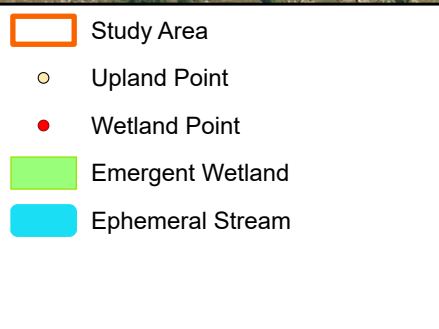 Study Area
Upland Point
Wetland Point
Emergent Wetland
Ephemeral Stream